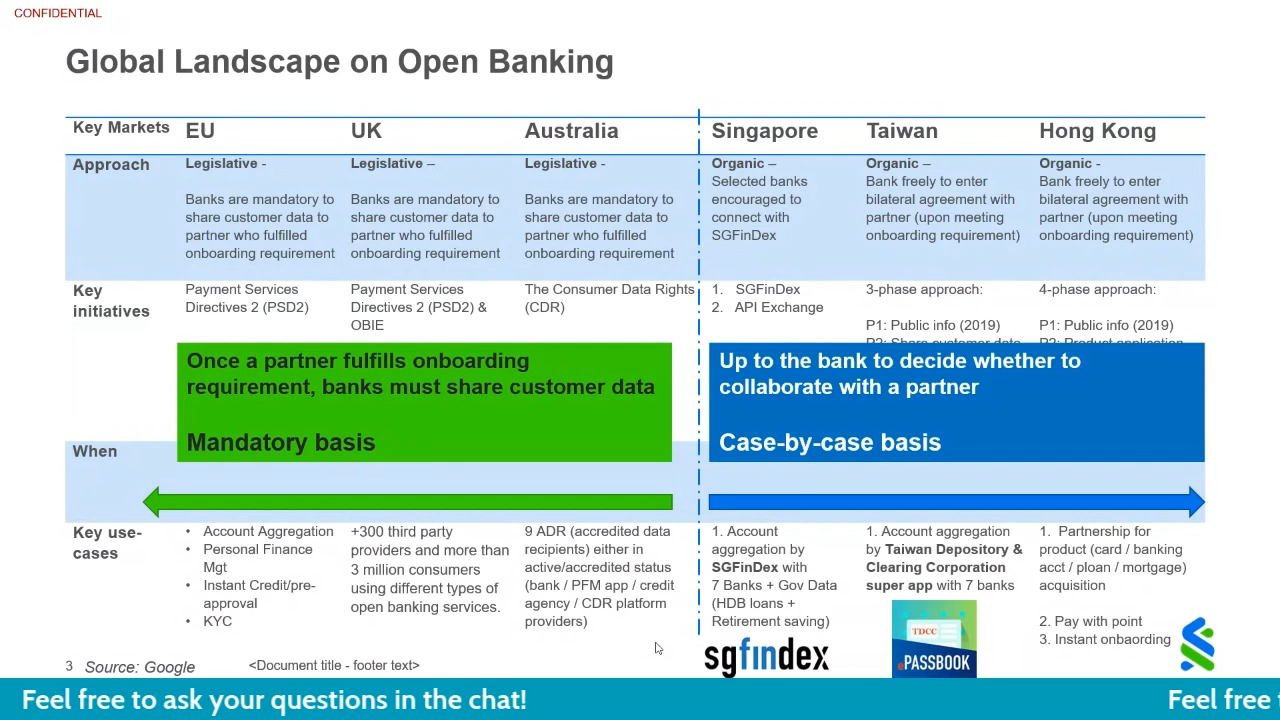 CONFIDENTIAL
Global Landscape on Open Banking
Key Markets EU UK Australia Singapore Taiwan Hong Kong
Approach
Legislative -
Banks are mandatory to
share customer data to
partner who fulfilled
onboarding requirement
Legislative –
Banks are mandatory to
share customer data to
partner who fulfilled
onboarding requirement
Legislative -
Banks are mandatory to
share customer data to
partner who fulfilled
onboarding requirement
Organic –
Selected banks
encouraged to
connect with
SGFinDex
Organic –
Bank freely to enter
bilateral agreement with
partner (upon meeting
onboarding requirement)
Organic -
Bank freely to enter
bilateral agreement with
partner (upon meeting
onboarding requirement)
Key
initiatives
Payment Services
Directives 2 (PSD2)
Payment Services
Directives 2 (PSD2) &
OBIE
The Consumer Data Rights
(CDR)
1. SGFinDex
2. API Exchange
3-phase approach:
P1: Public info (2019)
P2: Share customer data
4-phase approach:
P1: Public info (2019)
P2: Product application
Once a partner fulfills onboarding
requirement, banks must share customer data
Mandatory basis
Up to the bank to decide whether to
collaborate with a partner
Case-by-case basis
When
Key use-
cases
• Account Aggregation
• Personal Finance
Mgt
• Instant Credit/pre-
approval
• KYC
+300 third party
providers and more than
3 million consumers
using different types of
open banking services.
9 ADR (accredited data
recipients) either in
active/accredited status
(bank / PFM app / credit
agency / CDR platform
providers)
1. Account
aggregation by
SGFinDex with
7 Banks + Gov Data
(HDB loans +
Retirement saving)
sgfindex
1. Account aggregation
by Taiwan Depository &
Clearing Corporation
super app with 7 banks
TDCC
ePASSBOOK
1. Partnership for
product (card / banking
acct / ploan / mortgage)
acquisition
2. Pay with point
3. Instant onbaording
3 Source: Google <Document title - footer text>
Feel free to ask your questions in the chat! Feel free